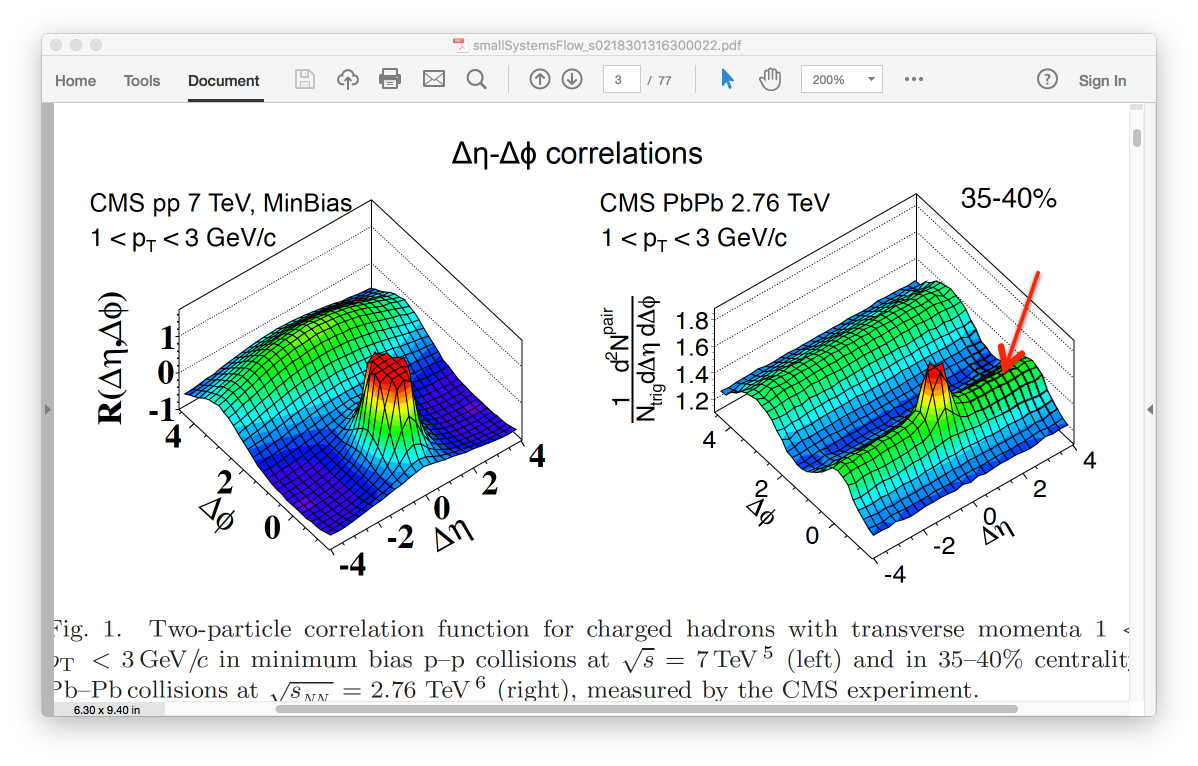 smallSystemsFlow_s0218301316300022.pdf
Home Tools Document 3 / 77 200% ? Sign In
Δη-Δϕ correlations
CMS pp 7 TeV, MinBias
1 < pT < 3 GeV/c
R(Δη,Δϕ)
1
0
-1
4
2
0
Δϕ
-4
-2
0
2
4
Δη
CMS PbPb 2.76 TeV
35-40%
1 < pT < 3 GeV/c
1/Ntrig d²Npair/dΔη dΔϕ
1.8
1.6
1.4
1.2
4
2
0
Δϕ
-4
-2
0
2
4
Δη
Fig. 1. Two-particle correlation function for charged hadrons with transverse momenta 1 <
pT < 3 GeV/c in minimum bias p–p collisions at √s = 7 TeV 5 (left) and in 35–40% centrality
Pb–Pb collisions at √sNN = 2.76 TeV 6 (right), measured by the CMS experiment.
6.30 x 9.40 in